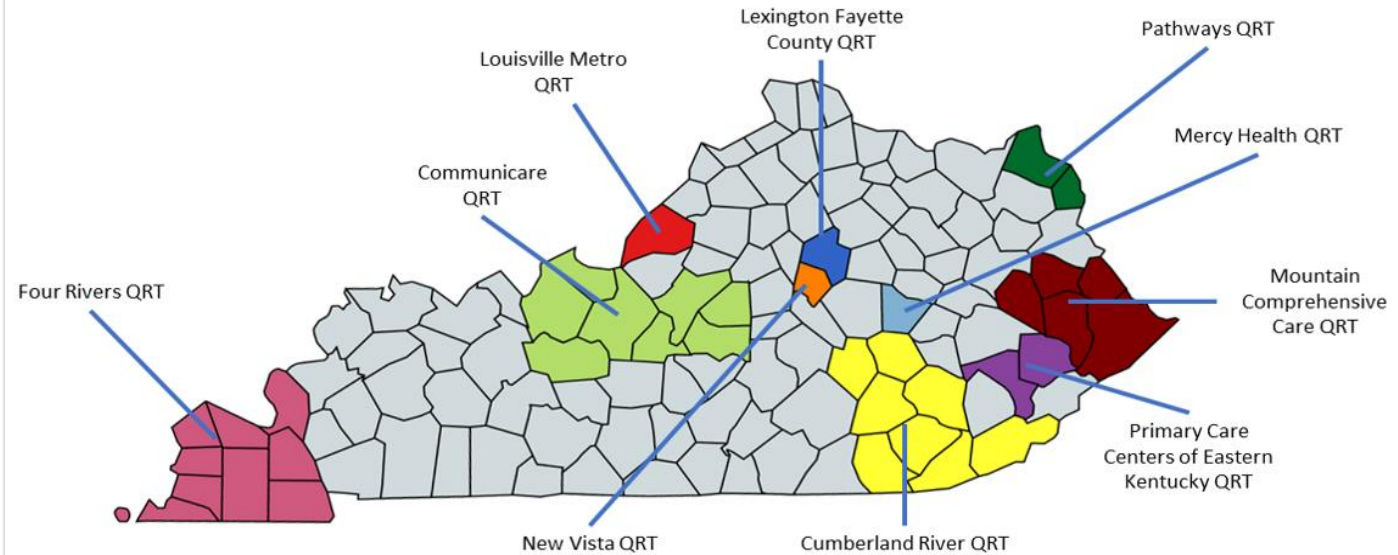 Lexington Fayette
County QRT
Pathways QRT
Louisville Metro
QRT
Mercy Health QRT
Communicare
QRT
Four Rivers QRT
Mountain
Comprehensive
Care QRT
Primary Care
Centers of Eastern
Kentucky QRT
New Vista QRT
Cumberland River QRT